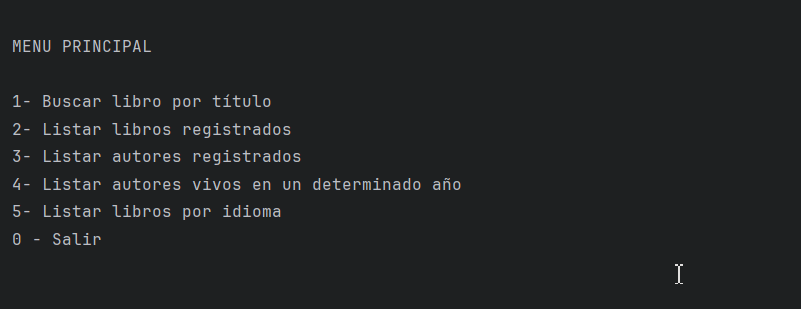 MENU PRINCIPAL
1- Buscar libro por título
2- Listar libros registrados
3- Listar autores registrados
4- Listar autores vivos en un determinado año
5- Listar libros por idioma
0 - Salir